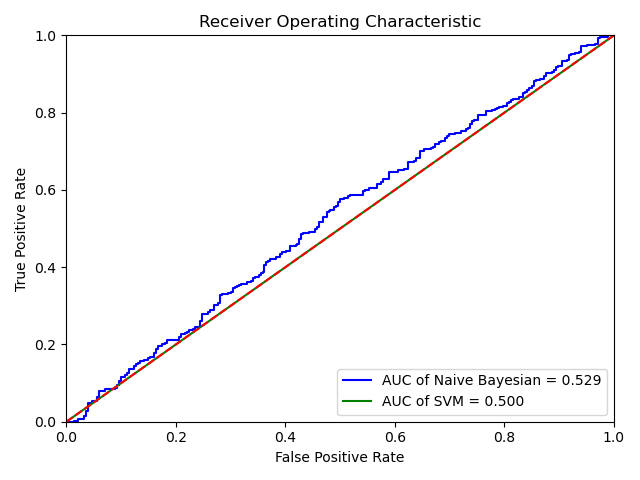 Receiver Operating Characteristic
1.0
0.8
0.6
0.4
0.2
0.0
True Positive Rate
AUC of Naive Bayesian = 0.529
AUC of SVM = 0.500
0.0 0.2 0.4 0.6 0.8 1.0
False Positive Rate